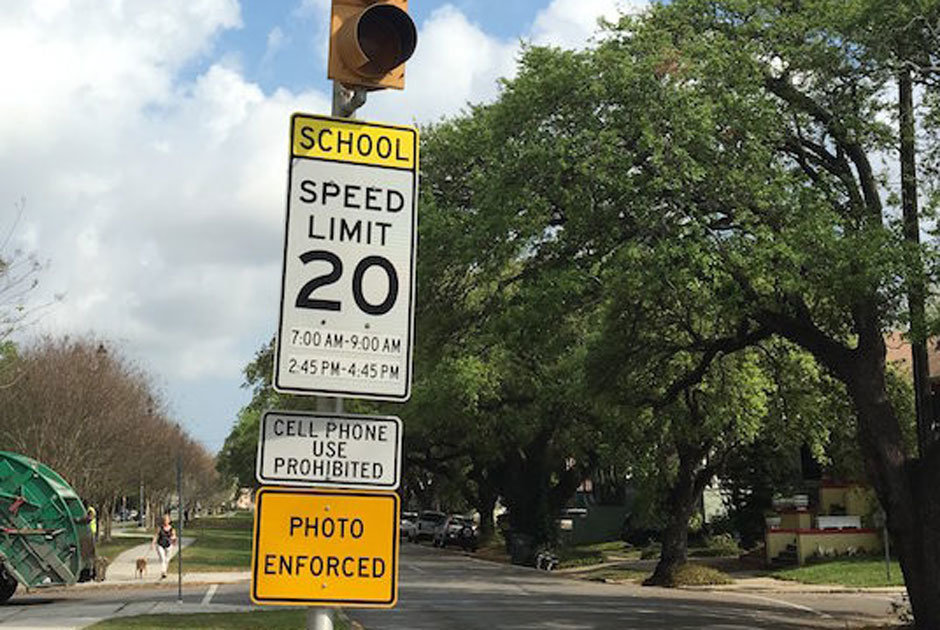 SCHOOL
SPEED
LIMIT
20
7:00 AM-9:00 AM
2:45 PM-4:45 PM
CELL PHONE
USE
PROHIBITED
PHOTO
ENFORCED